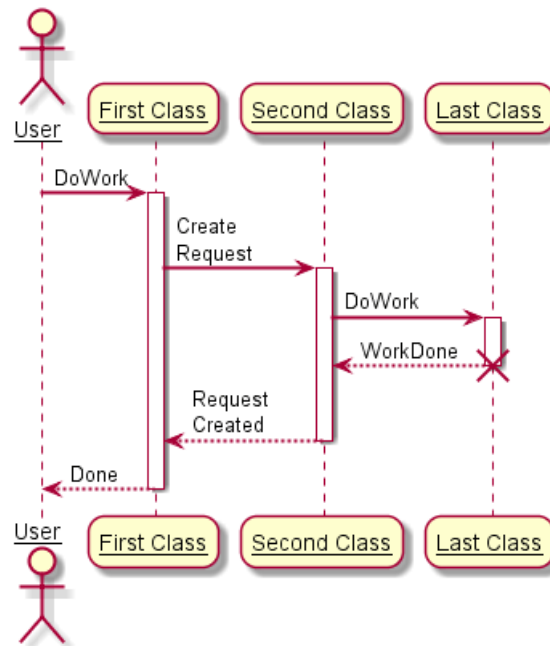 User
First Class
Second Class
Last Class
DoWork
Create
Request
DoWork
WorkDone
Request
Created
Done
User
First Class
Second Class
Last Class